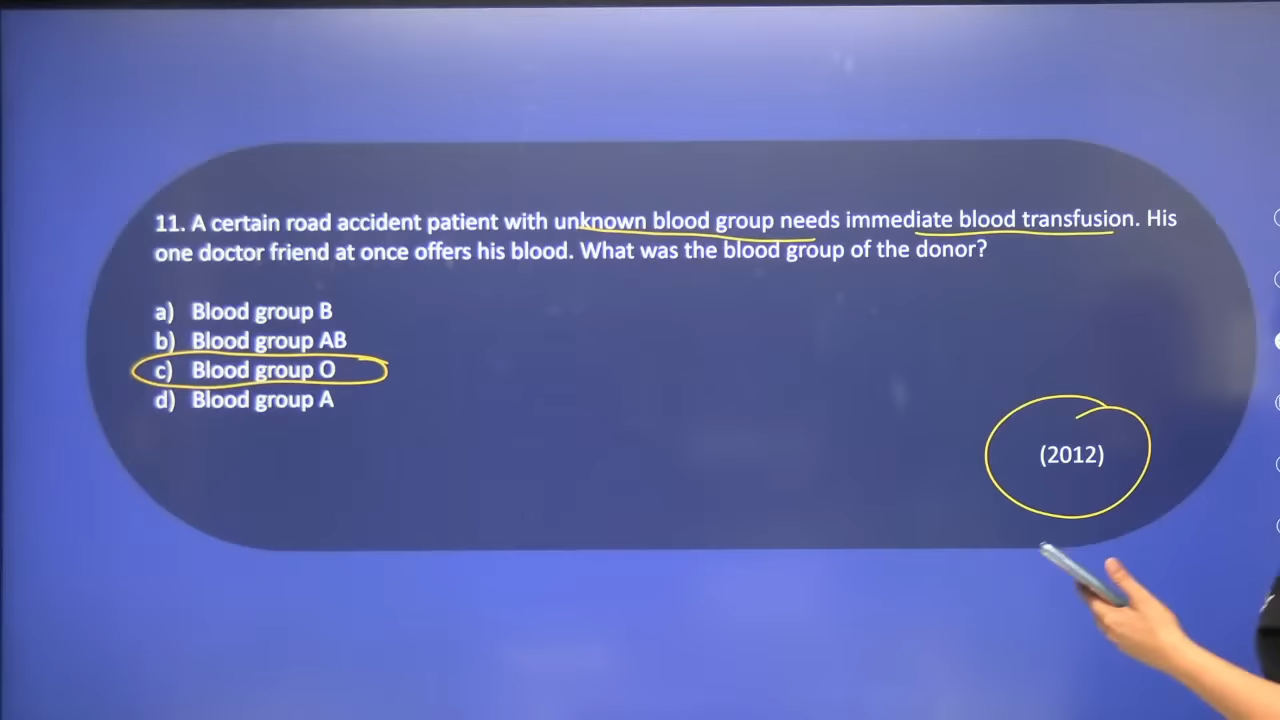 11. A certain road accident patient with unknown blood group needs immediate blood transfusion. His
one doctor friend at once offers his blood. What was the blood group of the donor?
a) Blood group B
b) Blood group AB
c) Blood group O
d) Blood group A
(2012)